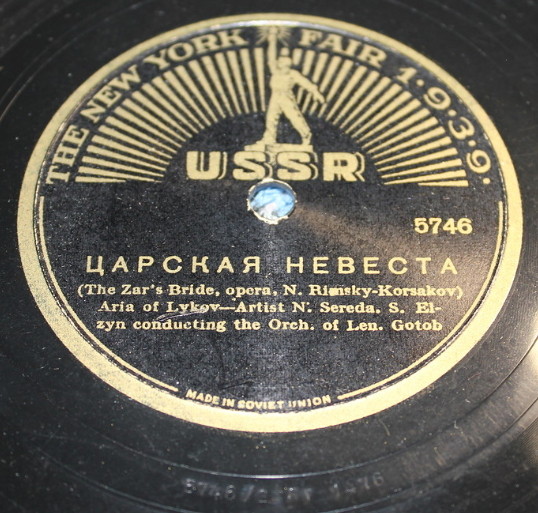 THE NEW YORK FAIR 1·9·3·9·
USSR
5746
ЦАРСКАЯ НЕВЕСТА
(The Zar's Bride, opera, N. Rimsky-Korsakov)
Aria of Lykov—Artist N. Sereda. S. El-
zyn conducting the Orch. of Len. Gotob
MADE IN SOVIET UNION